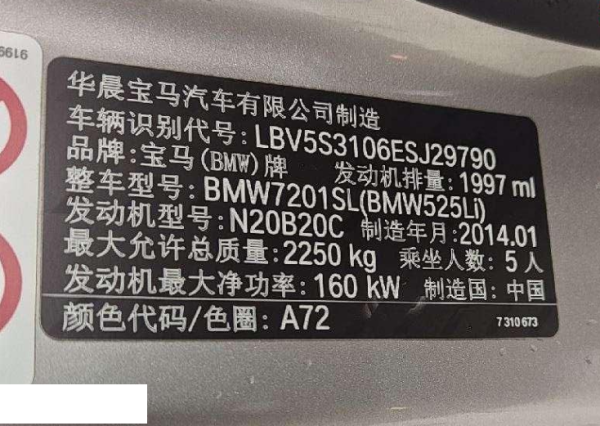 9199
华晨宝马汽车有限公司制造
车辆识别代号: LBV5S3106ESJ29790
品牌: 宝马(BMW)牌 发动机排量: 1997 ml
整车型号: BMW7201SL(BMW525Li)
发动机型号: N20B20C 制造年月: 2014.01
最大允许总质量: 2250 kg 乘坐人数: 5 人
发动机最大净功率: 160 kW 制造国: 中国
颜色代码/色圈: A72 7 310 673